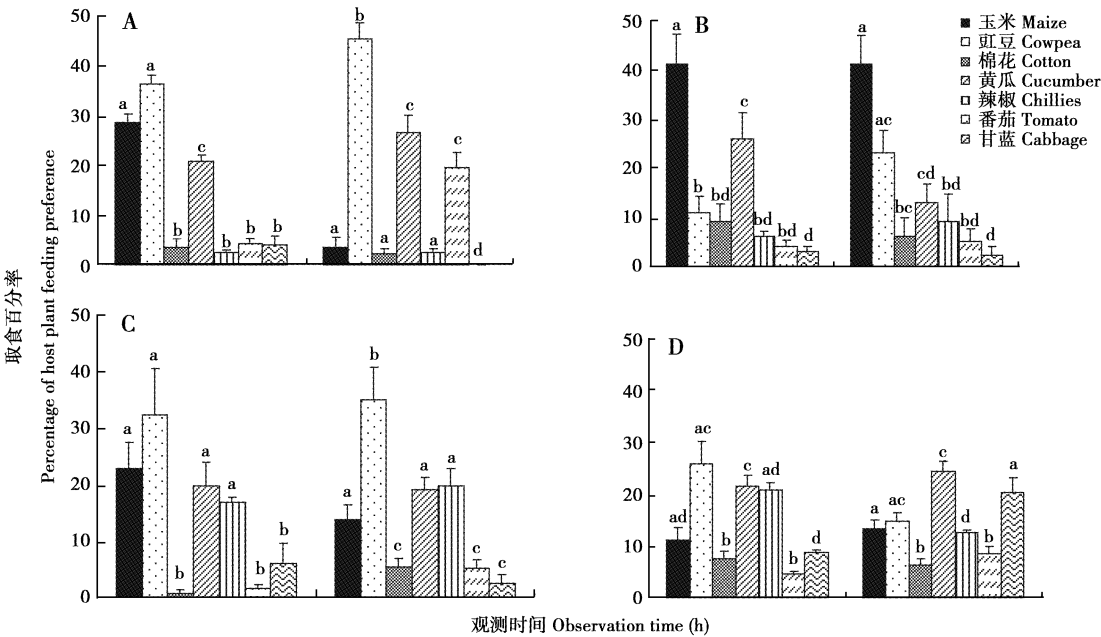 取食百分率
Percentage of host plant feeding preference
A
50
40
30
20
10
0
a
a
b
c
b
b
b
a
b
a
c
a
c
d
B
50
40
30
20
10
0
a
b
bd
c
bd
bd
d
a
ac
bc
cd
bd
bd
d
玉米 Maize
豇豆 Cowpea
棉花 Cotton
黄瓜 Cucumber
辣椒 Chillies
番茄 Tomato
甘蓝 Cabbage
C
50
40
30
20
10
0
a
a
b
a
a
b
b
a
b
c
a
a
c
c
D
50
40
30
20
10
0
ad
ac
b
c
ad
b
d
a
ac
b
c
d
b
a
观测时间 Observation time (h)